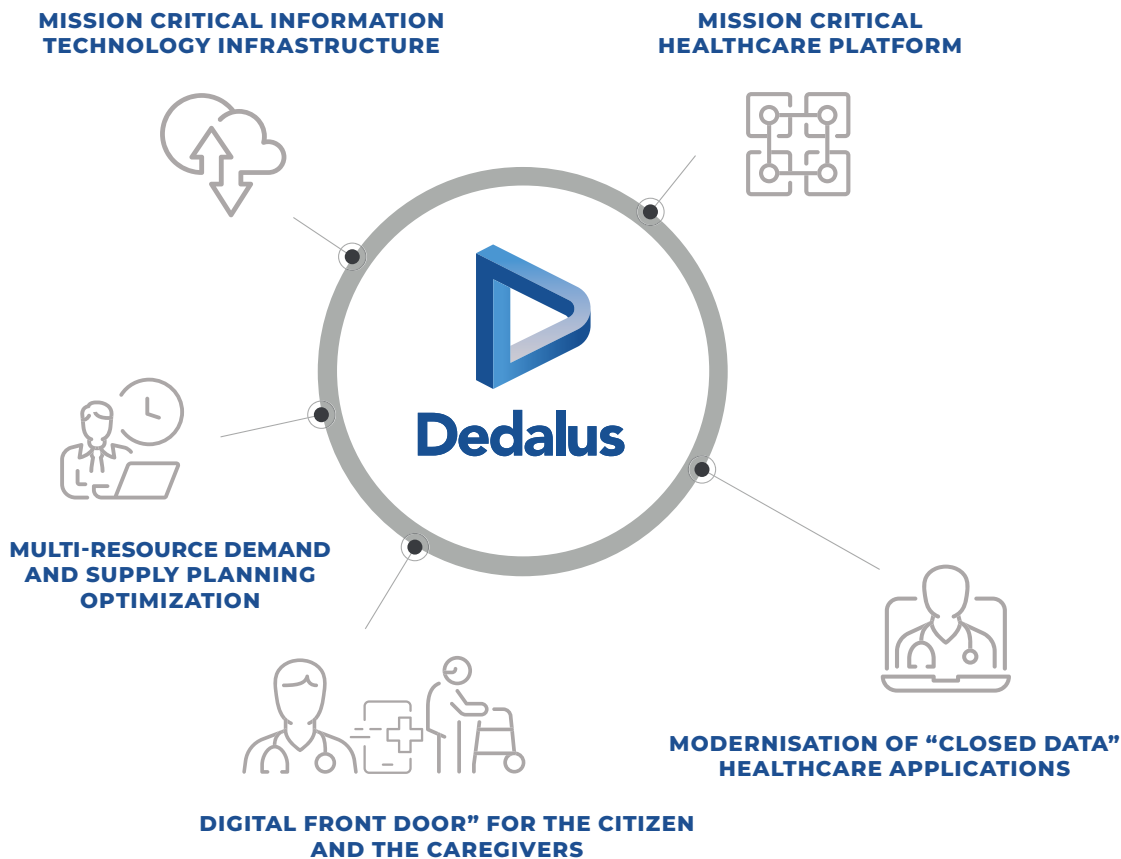 MISSION CRITICAL INFORMATION
TECHNOLOGY INFRASTRUCTURE
MISSION CRITICAL
HEALTHCARE PLATFORM
Dedalus
MULTI-RESOURCE DEMAND
AND SUPPLY PLANNING
OPTIMIZATION
MODERNISATION OF “CLOSED DATA”
HEALTHCARE APPLICATIONS
DIGITAL FRONT DOOR” FOR THE CITIZEN
AND THE CAREGIVERS